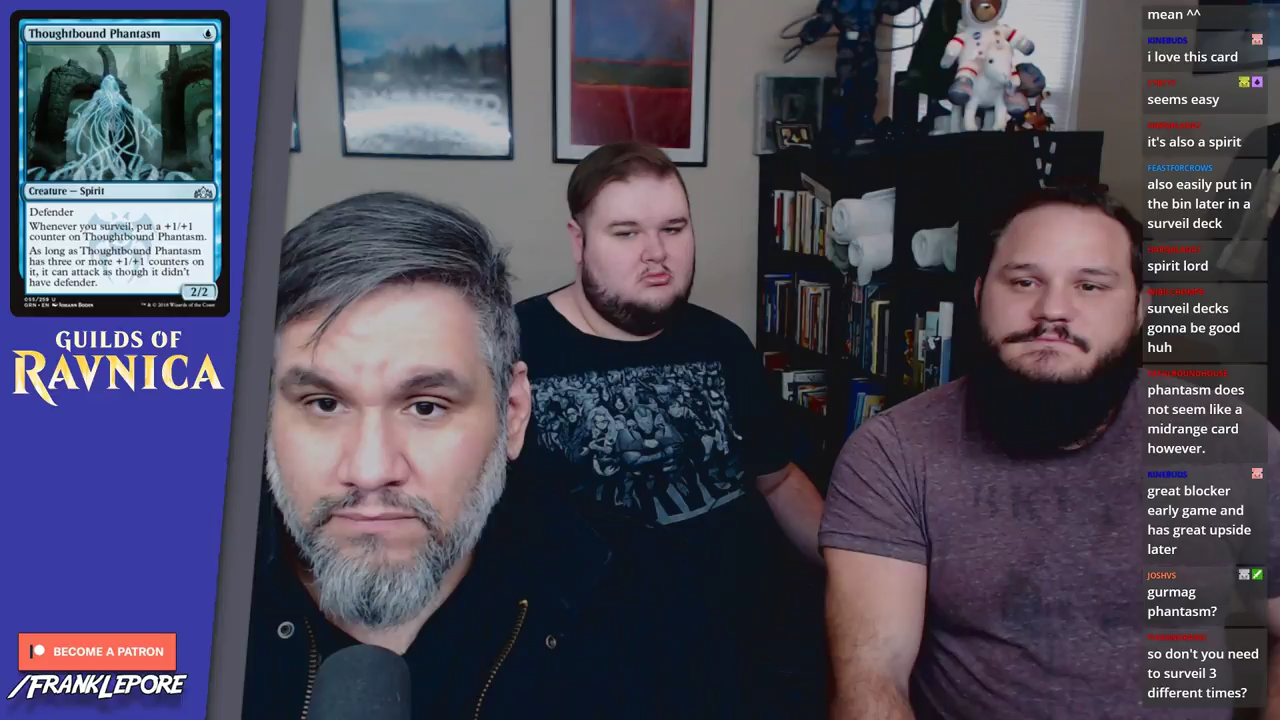 Thoughtbound Phantasm
Creature — Spirit
Defender
Whenever you surveil, put a +1/+1
counter on Thoughtbound Phantasm.
As long as Thoughtbound Phantasm
has three or more +1/+1 counters on
it, it can attack as though it didn't
have defender.
2/2
GUILDS OF
RAVNICA
BECOME A PATRON
/FRANKLEPORE
mean ^^
KINEBUDS
i love this card
seems easy
it's also a spirit
FEASTFORCROWS
also easily put in
the bin later in a
surveil deck
spirit lord
surveil decks
gonna be good
huh
phantasm does
not seem like a
midrange card
however.
KINEBUDS
great blocker
early game and
has great upside
later
JOSHVS
gurmag
phantasm?
so don't you need
to surveil 3
different times?